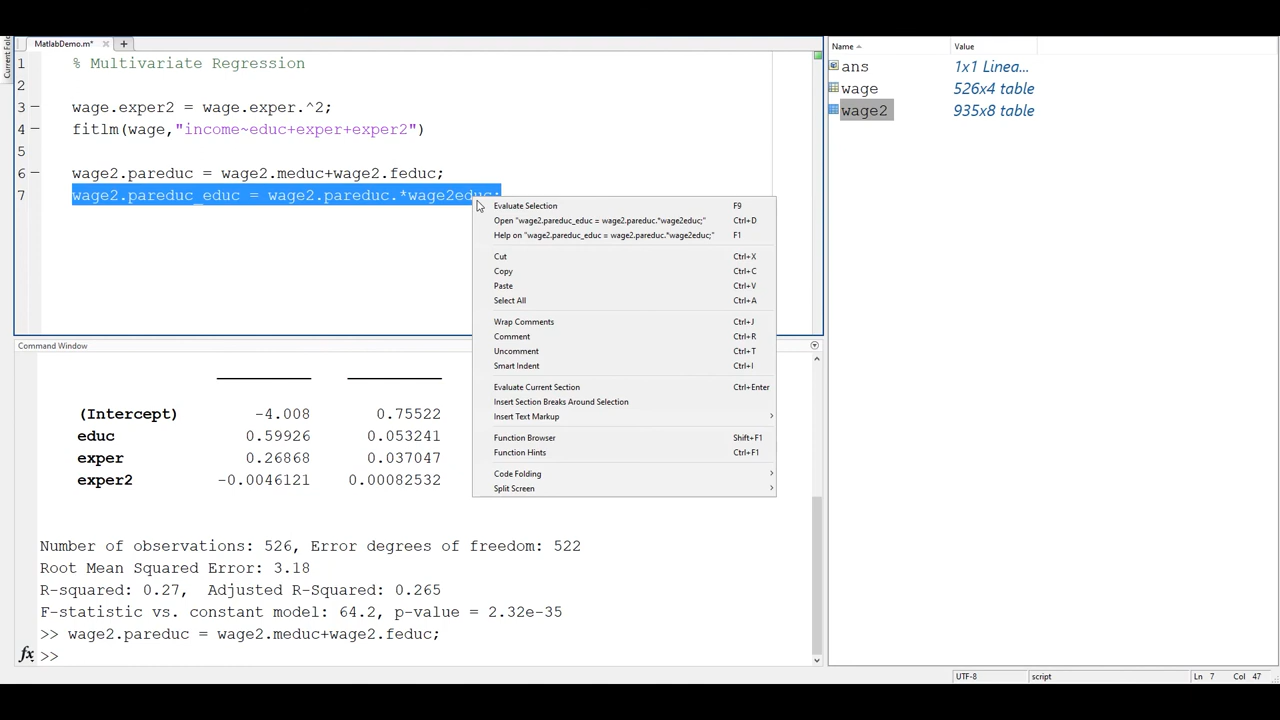 Current Fol
MatlabDemo.m* × +
1 % Multivariate Regression
2
3 – wage.exper2 = wage.exper.^2;
4 – fitlm(wage,"income~educ+exper+exper2")
5
6 – wage2.pareduc = wage2.meduc+wage2.feduc;
7 wage2.pareduc_educ = wage2.pareduc.*wage2educ;
Evaluate Selection F9
Open "wage2.pareduc_educ = wage2.pareduc.*wage2educ;" Ctrl+D
Help on "wage2.pareduc_educ = wage2.pareduc.*wage2educ;" F1
Cut Ctrl+X
Copy Ctrl+C
Paste Ctrl+V
Select All Ctrl+A
Wrap Comments Ctrl+J
Comment Ctrl+R
Uncomment Ctrl+T
Smart Indent Ctrl+I
Evaluate Current Section Ctrl+Enter
Insert Section Breaks Around Selection
Insert Text Markup
Function Browser Shift+F1
Function Hints Ctrl+F1
Code Folding
Split Screen
Command Window
(Intercept) -4.008 0.75522
educ 0.59926 0.053241
exper 0.26868 0.037047
exper2 -0.0046121 0.00082532
Number of observations: 526, Error degrees of freedom: 522
Root Mean Squared Error: 3.18
R-squared: 0.27, Adjusted R-Squared: 0.265
F-statistic vs. constant model: 64.2, p-value = 2.32e-35
>> wage2.pareduc = wage2.meduc+wage2.feduc;
fx >>
Name Value
ans 1x1 Linea...
wage 526x4 table
wage2 935x8 table
UTF-8 script Ln 7 Col 47